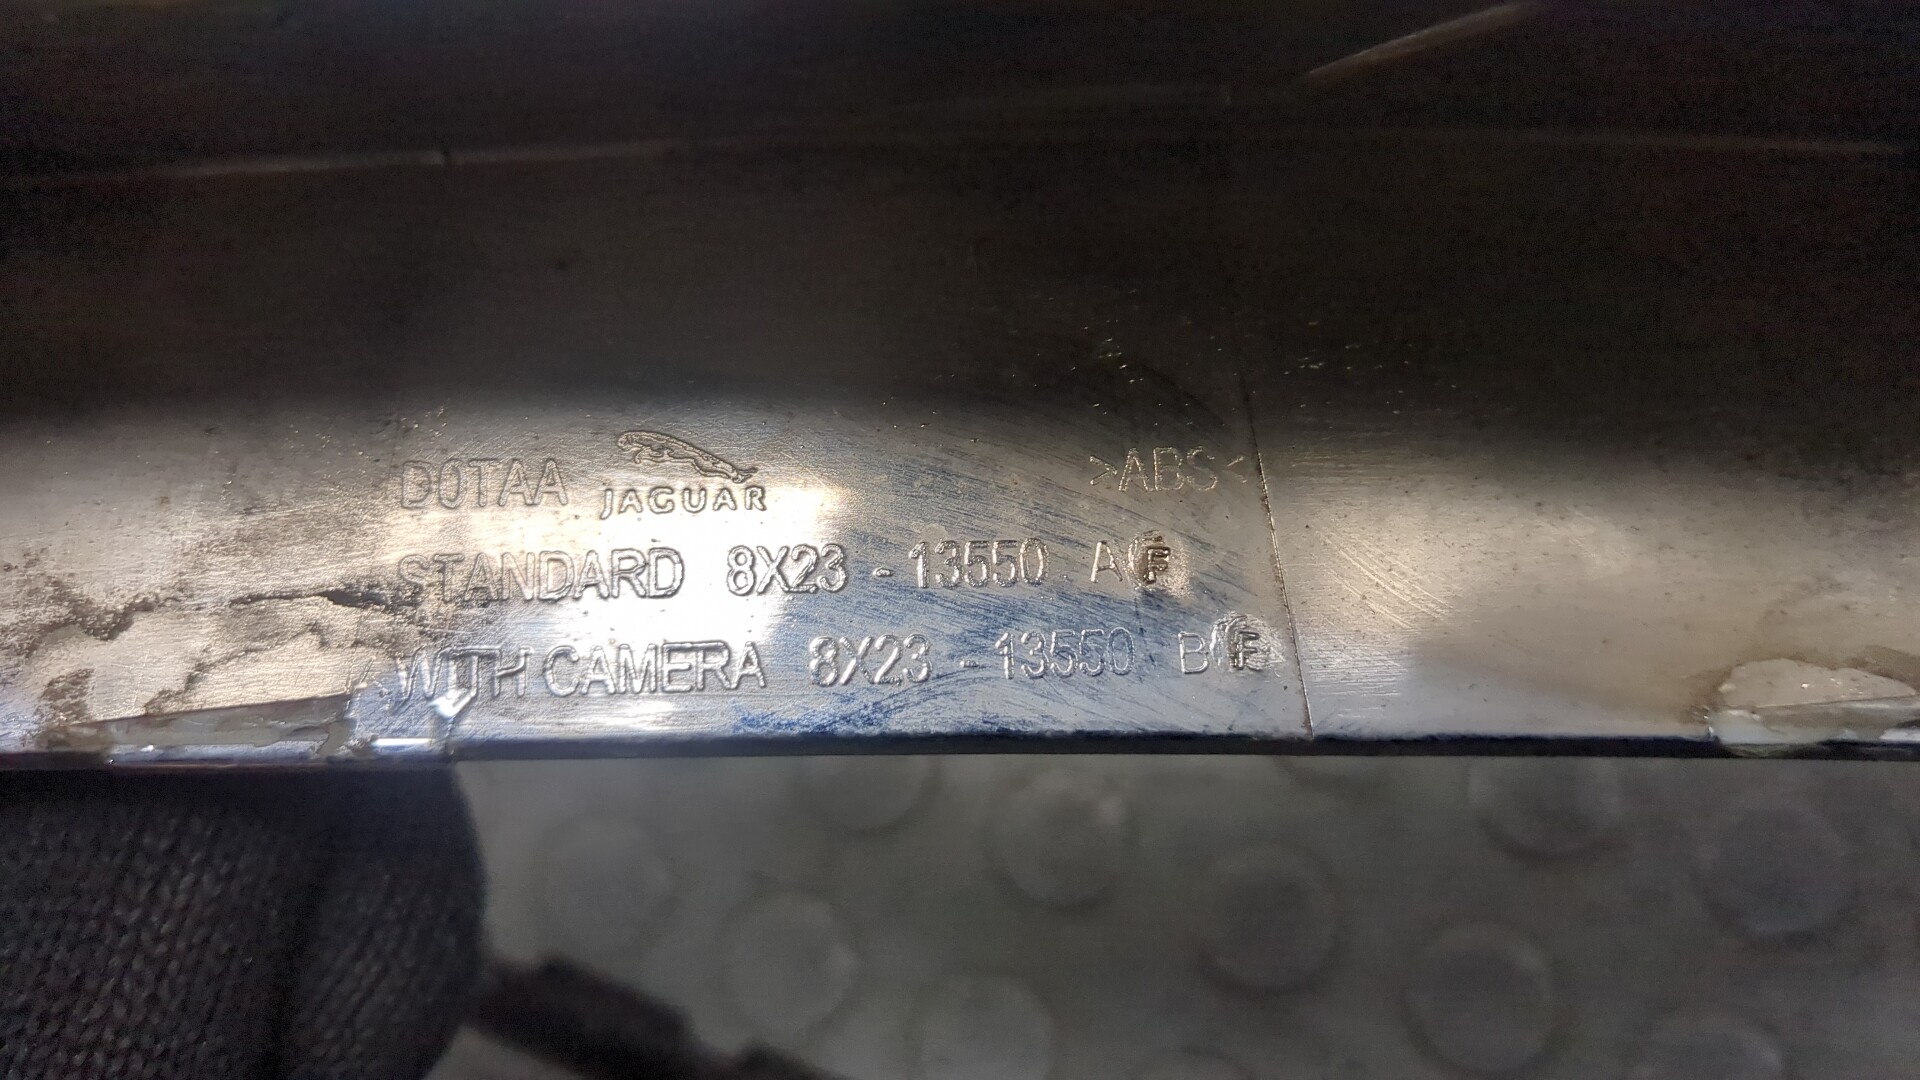 D0TAA JAGUAR >ABS<
STANDARD 8X23 - 13550 AF
WITH CAMERA 8X23 - 13550 BF